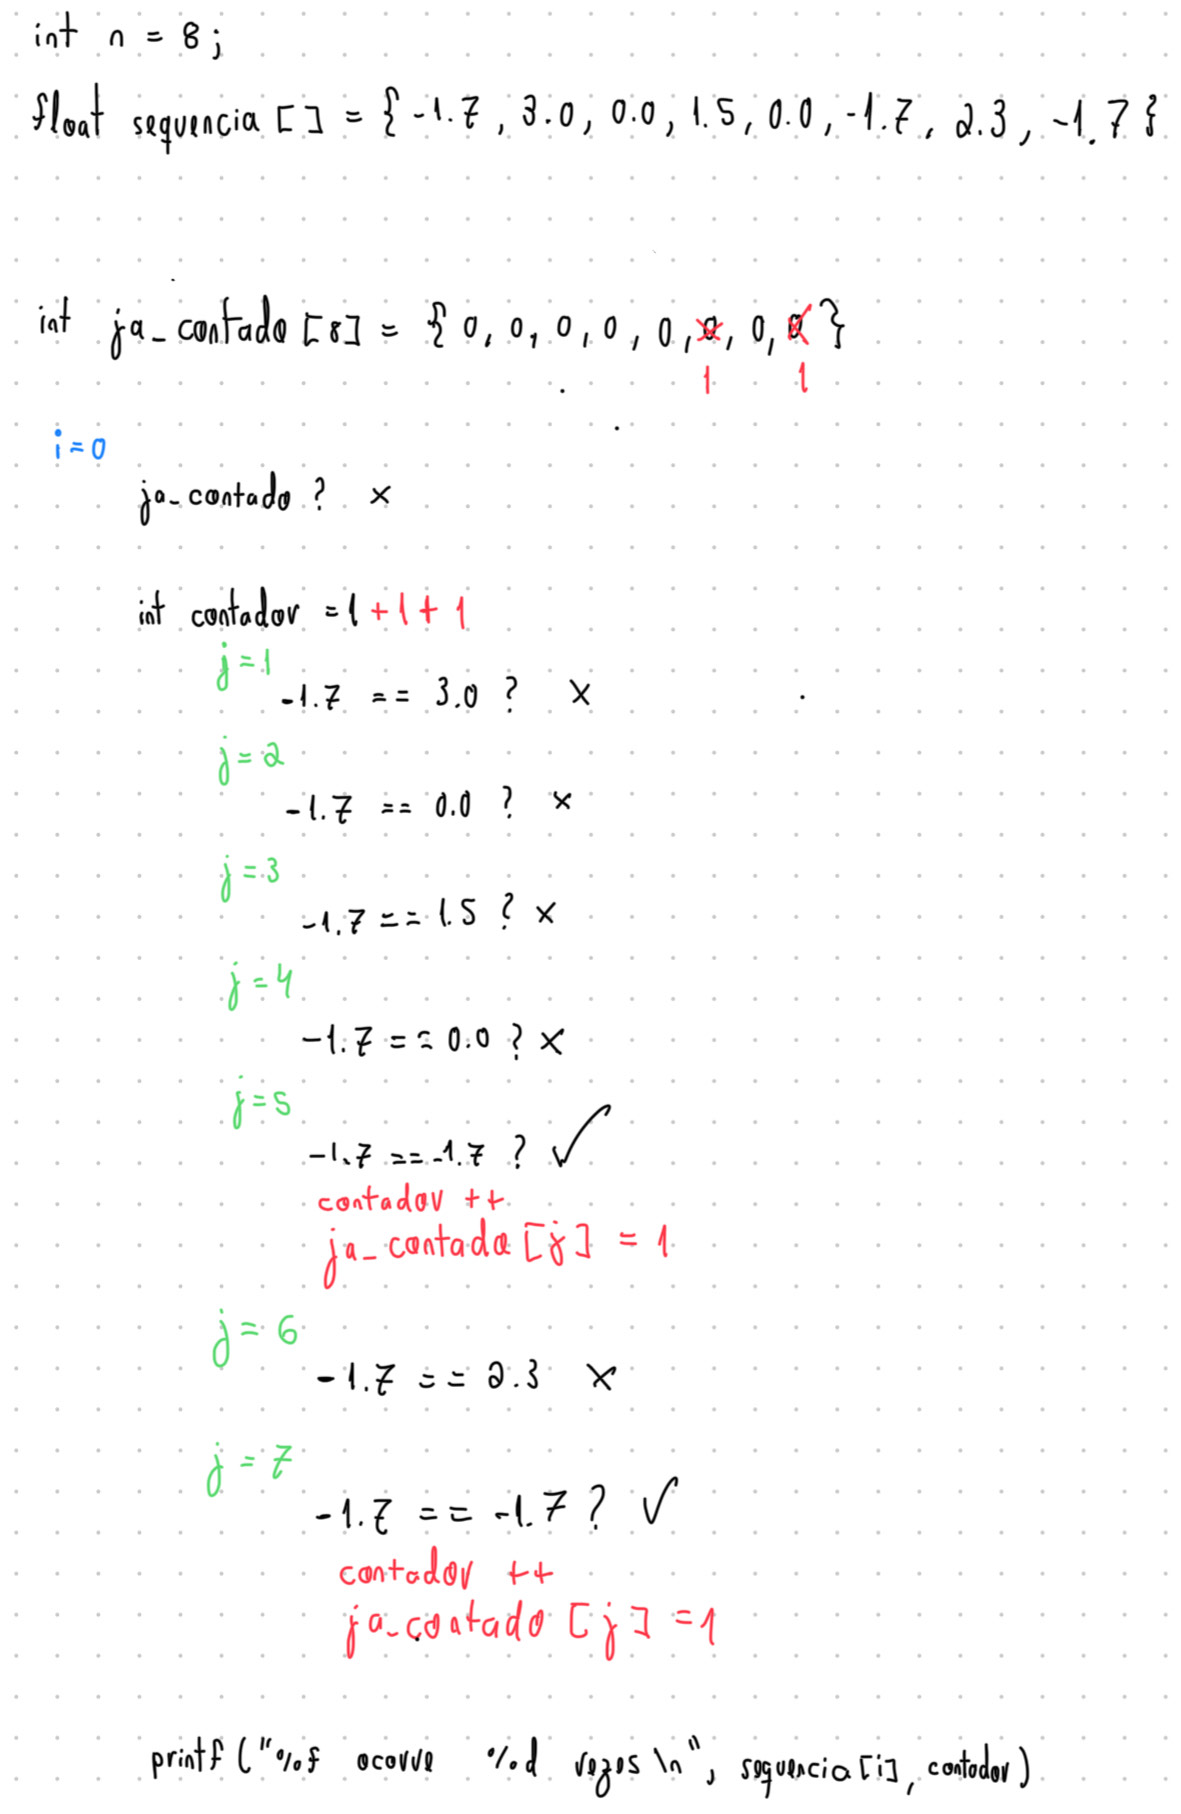 int n = 8;
float sequencia [] = { -1.7, 3.0, 0.0, 1.5, 0.0, -1.7, 2.3, -1.7 }
int ja_contado [8] = { 0, 0, 0, 0, 0, 0, 0, 0 }
1 1
i=0
ja_contado ? x
int contador = 1 + 1 + 1
j=1
-1.7 == 3.0 ? x
j=2
-1.7 == 0.0 ? x
j=3
-1.7 == 1.5 ? x
j=4
-1.7 == 0.0 ? x
j=5
-1.7 == -1.7 ? ✓
contador ++
ja_contado [j] = 1
j=6
-1.7 == 2.3 x
j=7
-1.7 == -1.7 ? ✓
contador ++
ja_contado [j] = 1
printf ("%f ocorre %d vezes \n", sequencia[i], contador)